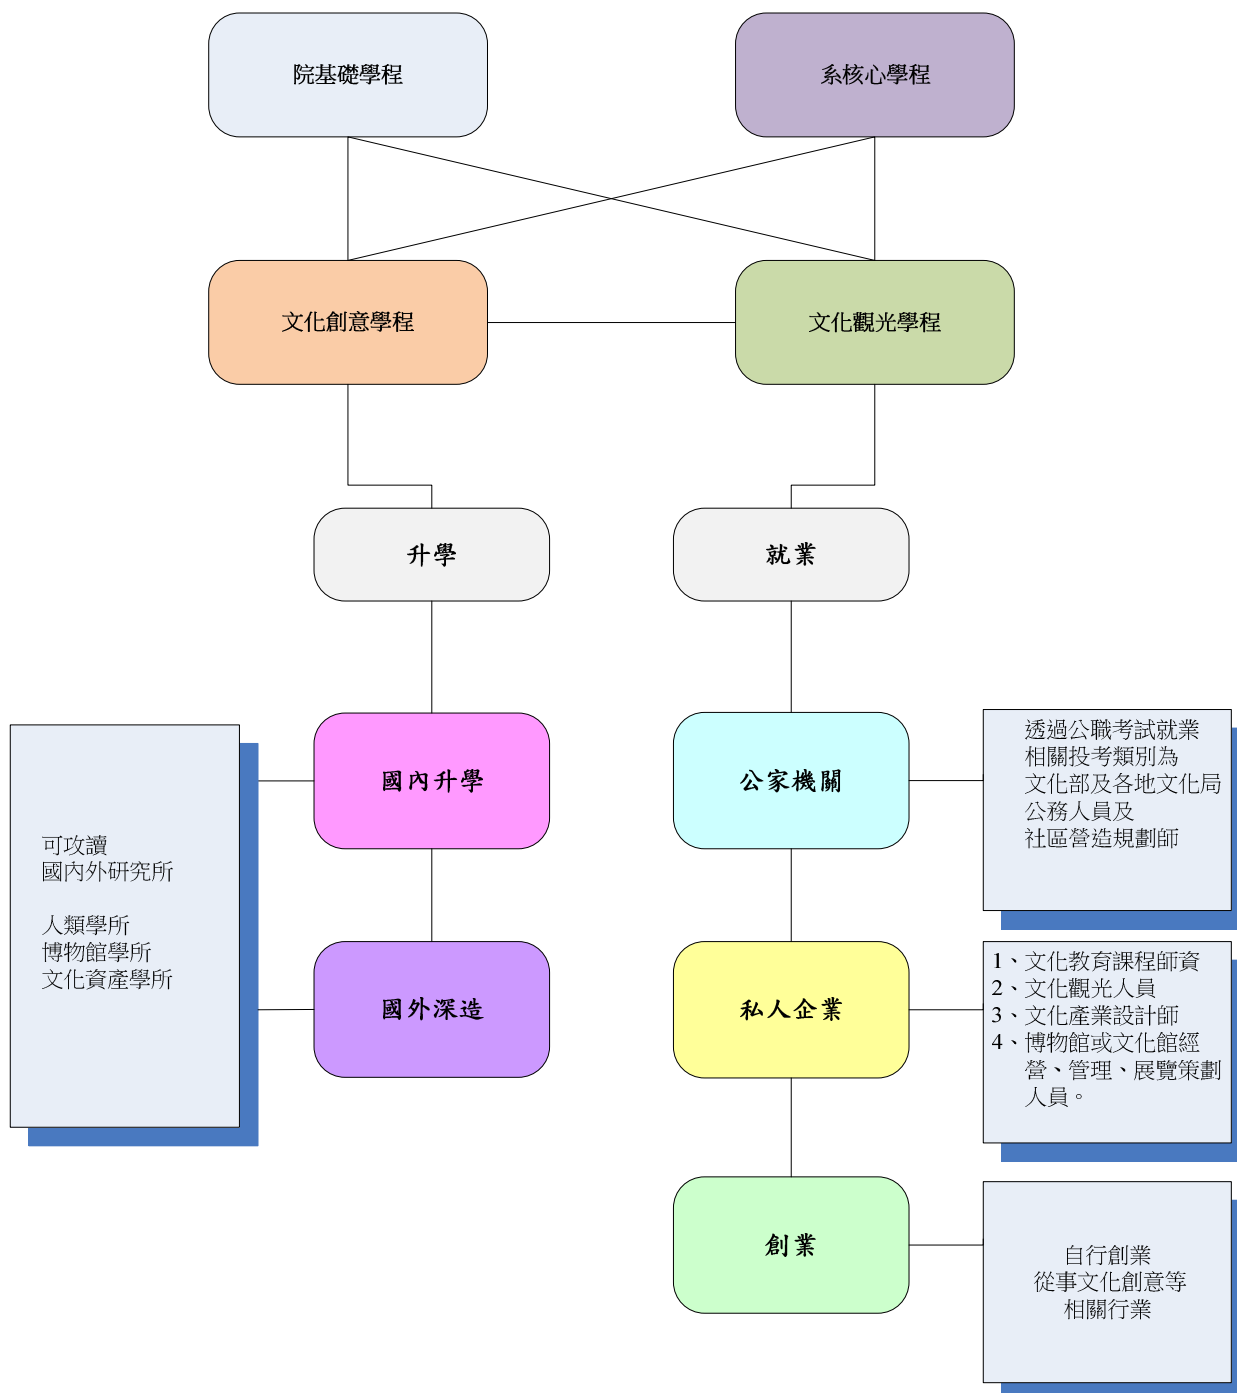 院基礎學程
系核心學程
文化創意學程
文化觀光學程
升學
就業
國內升學
公家機關
透過公職考試就業
相關投考類別為
文化部及各地文化局
公務人員及
社區營造規劃師
可攻讀
國內外研究所
人類學所
博物館學所
文化資產學所
國外深造
私人企業
1、文化教育課程師資
2、文化觀光人員
3、文化產業設計師
4、博物館或文化館經
營、管理、展覽策劃
人員。
創業
自行創業
從事文化創意等
相關行業